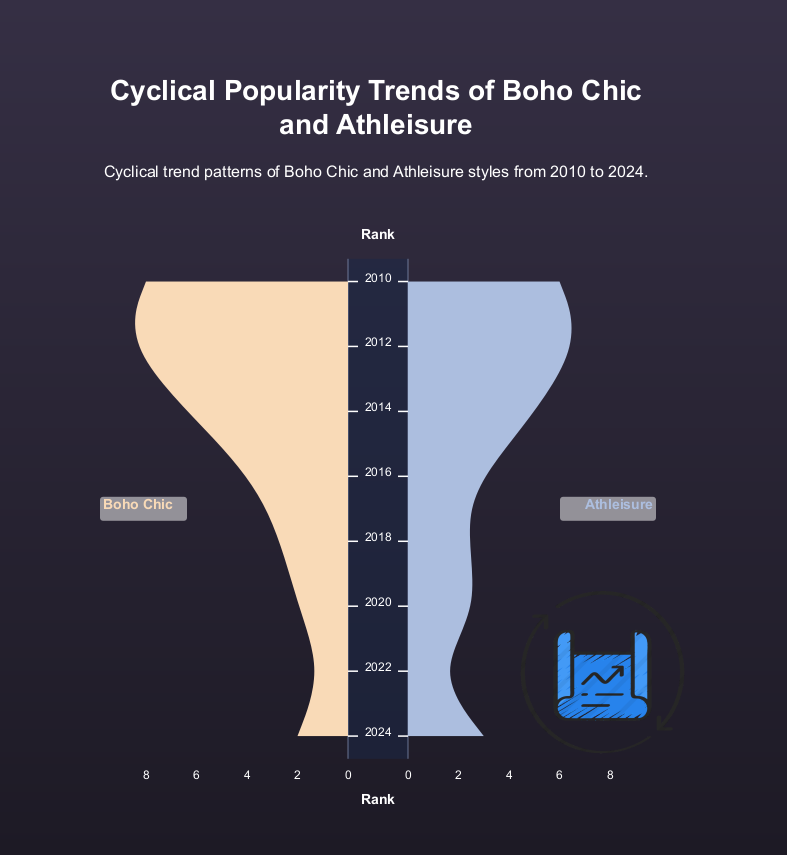 Cyclical Popularity Trends of Boho Chic
and Athleisure
Cyclical trend patterns of Boho Chic and Athleisure styles from 2010 to 2024.
Rank
2010
2012
2014
2016
Boho Chic
Athleisure
2018
2020
2022
2024
8 6 4 2 0 0 2 4 6 8
Rank